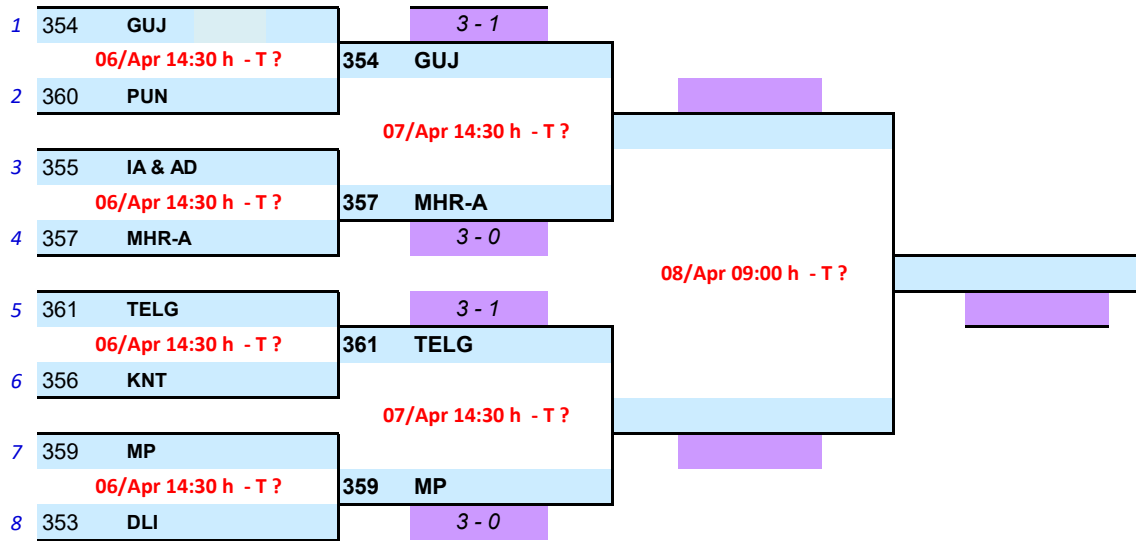 1 354 GUJ 3 - 1
06/Apr 14:30 h - T ? 354 GUJ
2 360 PUN
07/Apr 14:30 h - T ?
3 355 IA & AD
06/Apr 14:30 h - T ? 357 MHR-A
4 357 MHR-A 3 - 0
08/Apr 09:00 h - T ?
5 361 TELG 3 - 1
06/Apr 14:30 h - T ? 361 TELG
6 356 KNT
07/Apr 14:30 h - T ?
7 359 MP
06/Apr 14:30 h - T ? 359 MP
8 353 DLI 3 - 0